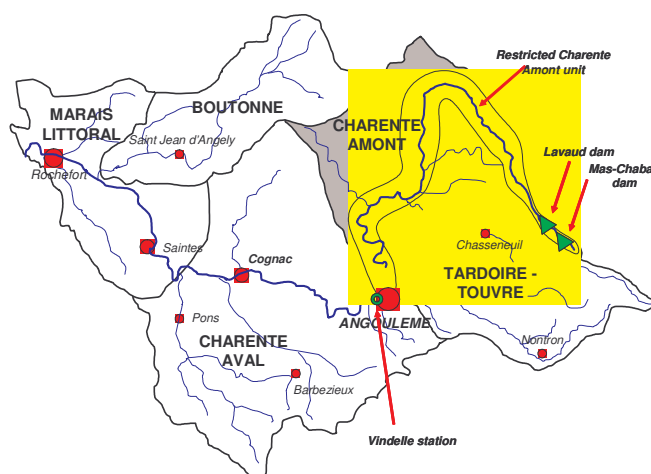 Restricted Charente
Amont unit
MARAIS
LITTORAL
BOUTONNE
Saint Jean d'Angely
CHARENTE
AMONT
Lavaud dam
Mas-Chaba
dam
Rochefort
Saintes
Cognac
Chasseneuil
TARDOIRE -
TOUVRE
Pons
ANGOULEME
CHARENTE
AVAL
Nontron
Barbezieux
Vindelle station